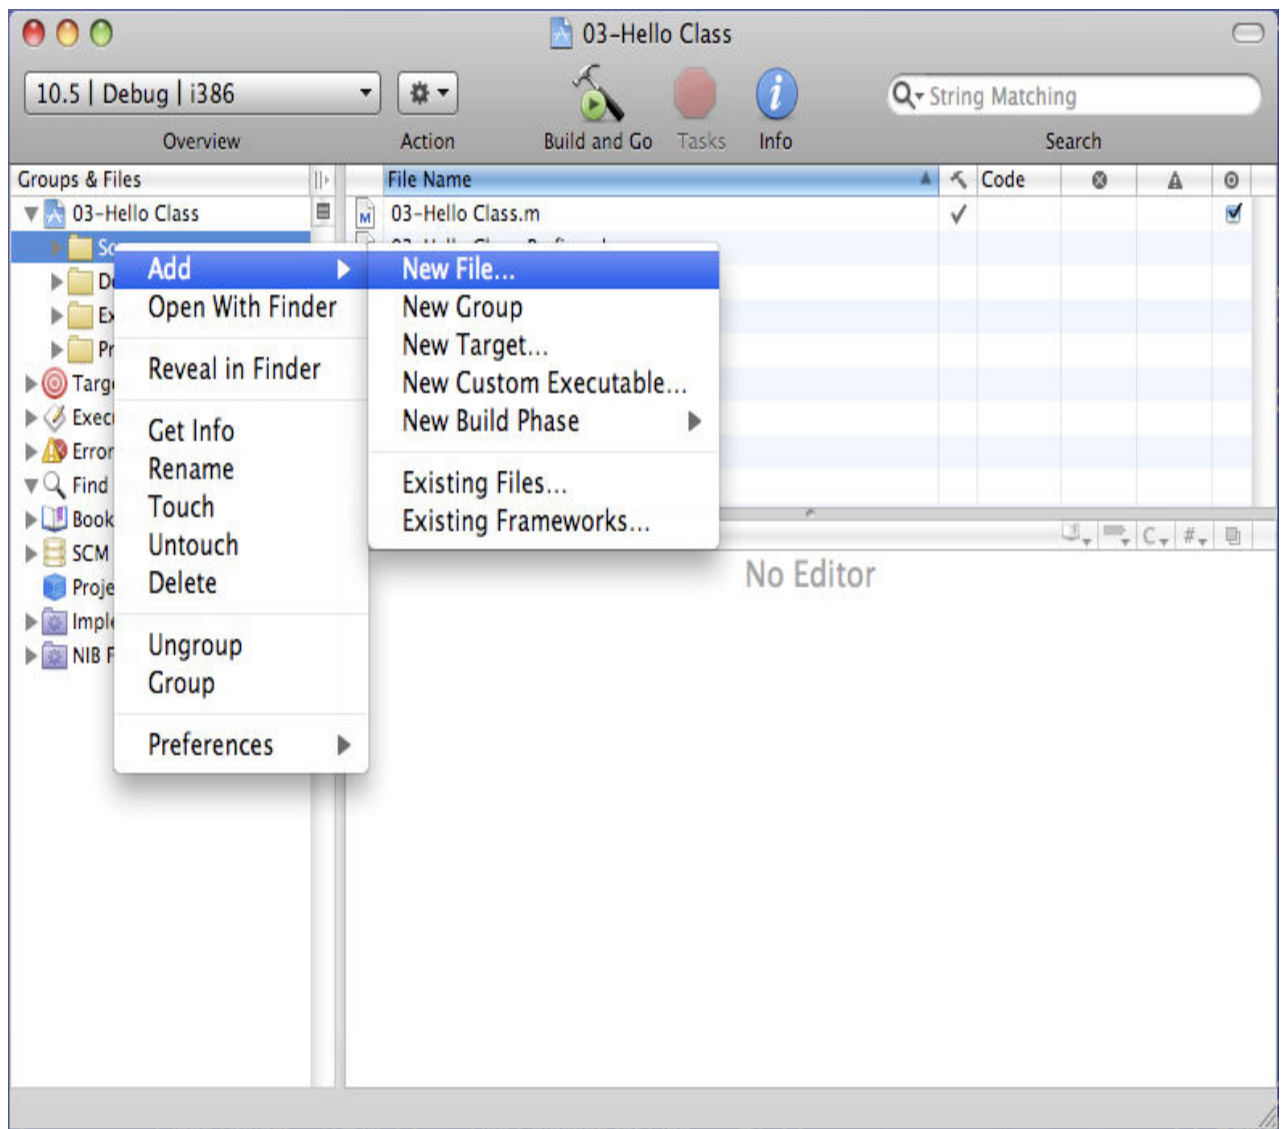 03-Hello Class
10.5 | Debug | i386
String Matching
Overview
Action
Build and Go
Tasks
Info
Search
Groups & Files
File Name
Code
03-Hello Class
03-Hello Class.m
Add
New File...
Open With Finder
New Group
Reveal in Finder
New Target...
New Custom Executable...
Get Info
New Build Phase
Rename
Existing Files...
Touch
Existing Frameworks...
Untouch
Delete
Ungroup
Group
Preferences
Find
SCM
No Editor